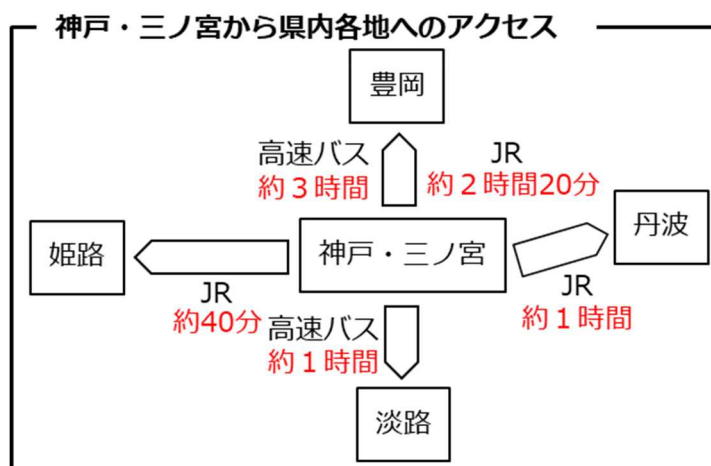 神戸・三ノ宮から県内各地へのアクセス
豊岡
高速バス
約３時間
JR
約２時間20分
姫路
神戸・三ノ宮
丹波
JR
約40分
高速バス
約１時間
JR
約１時間
淡路